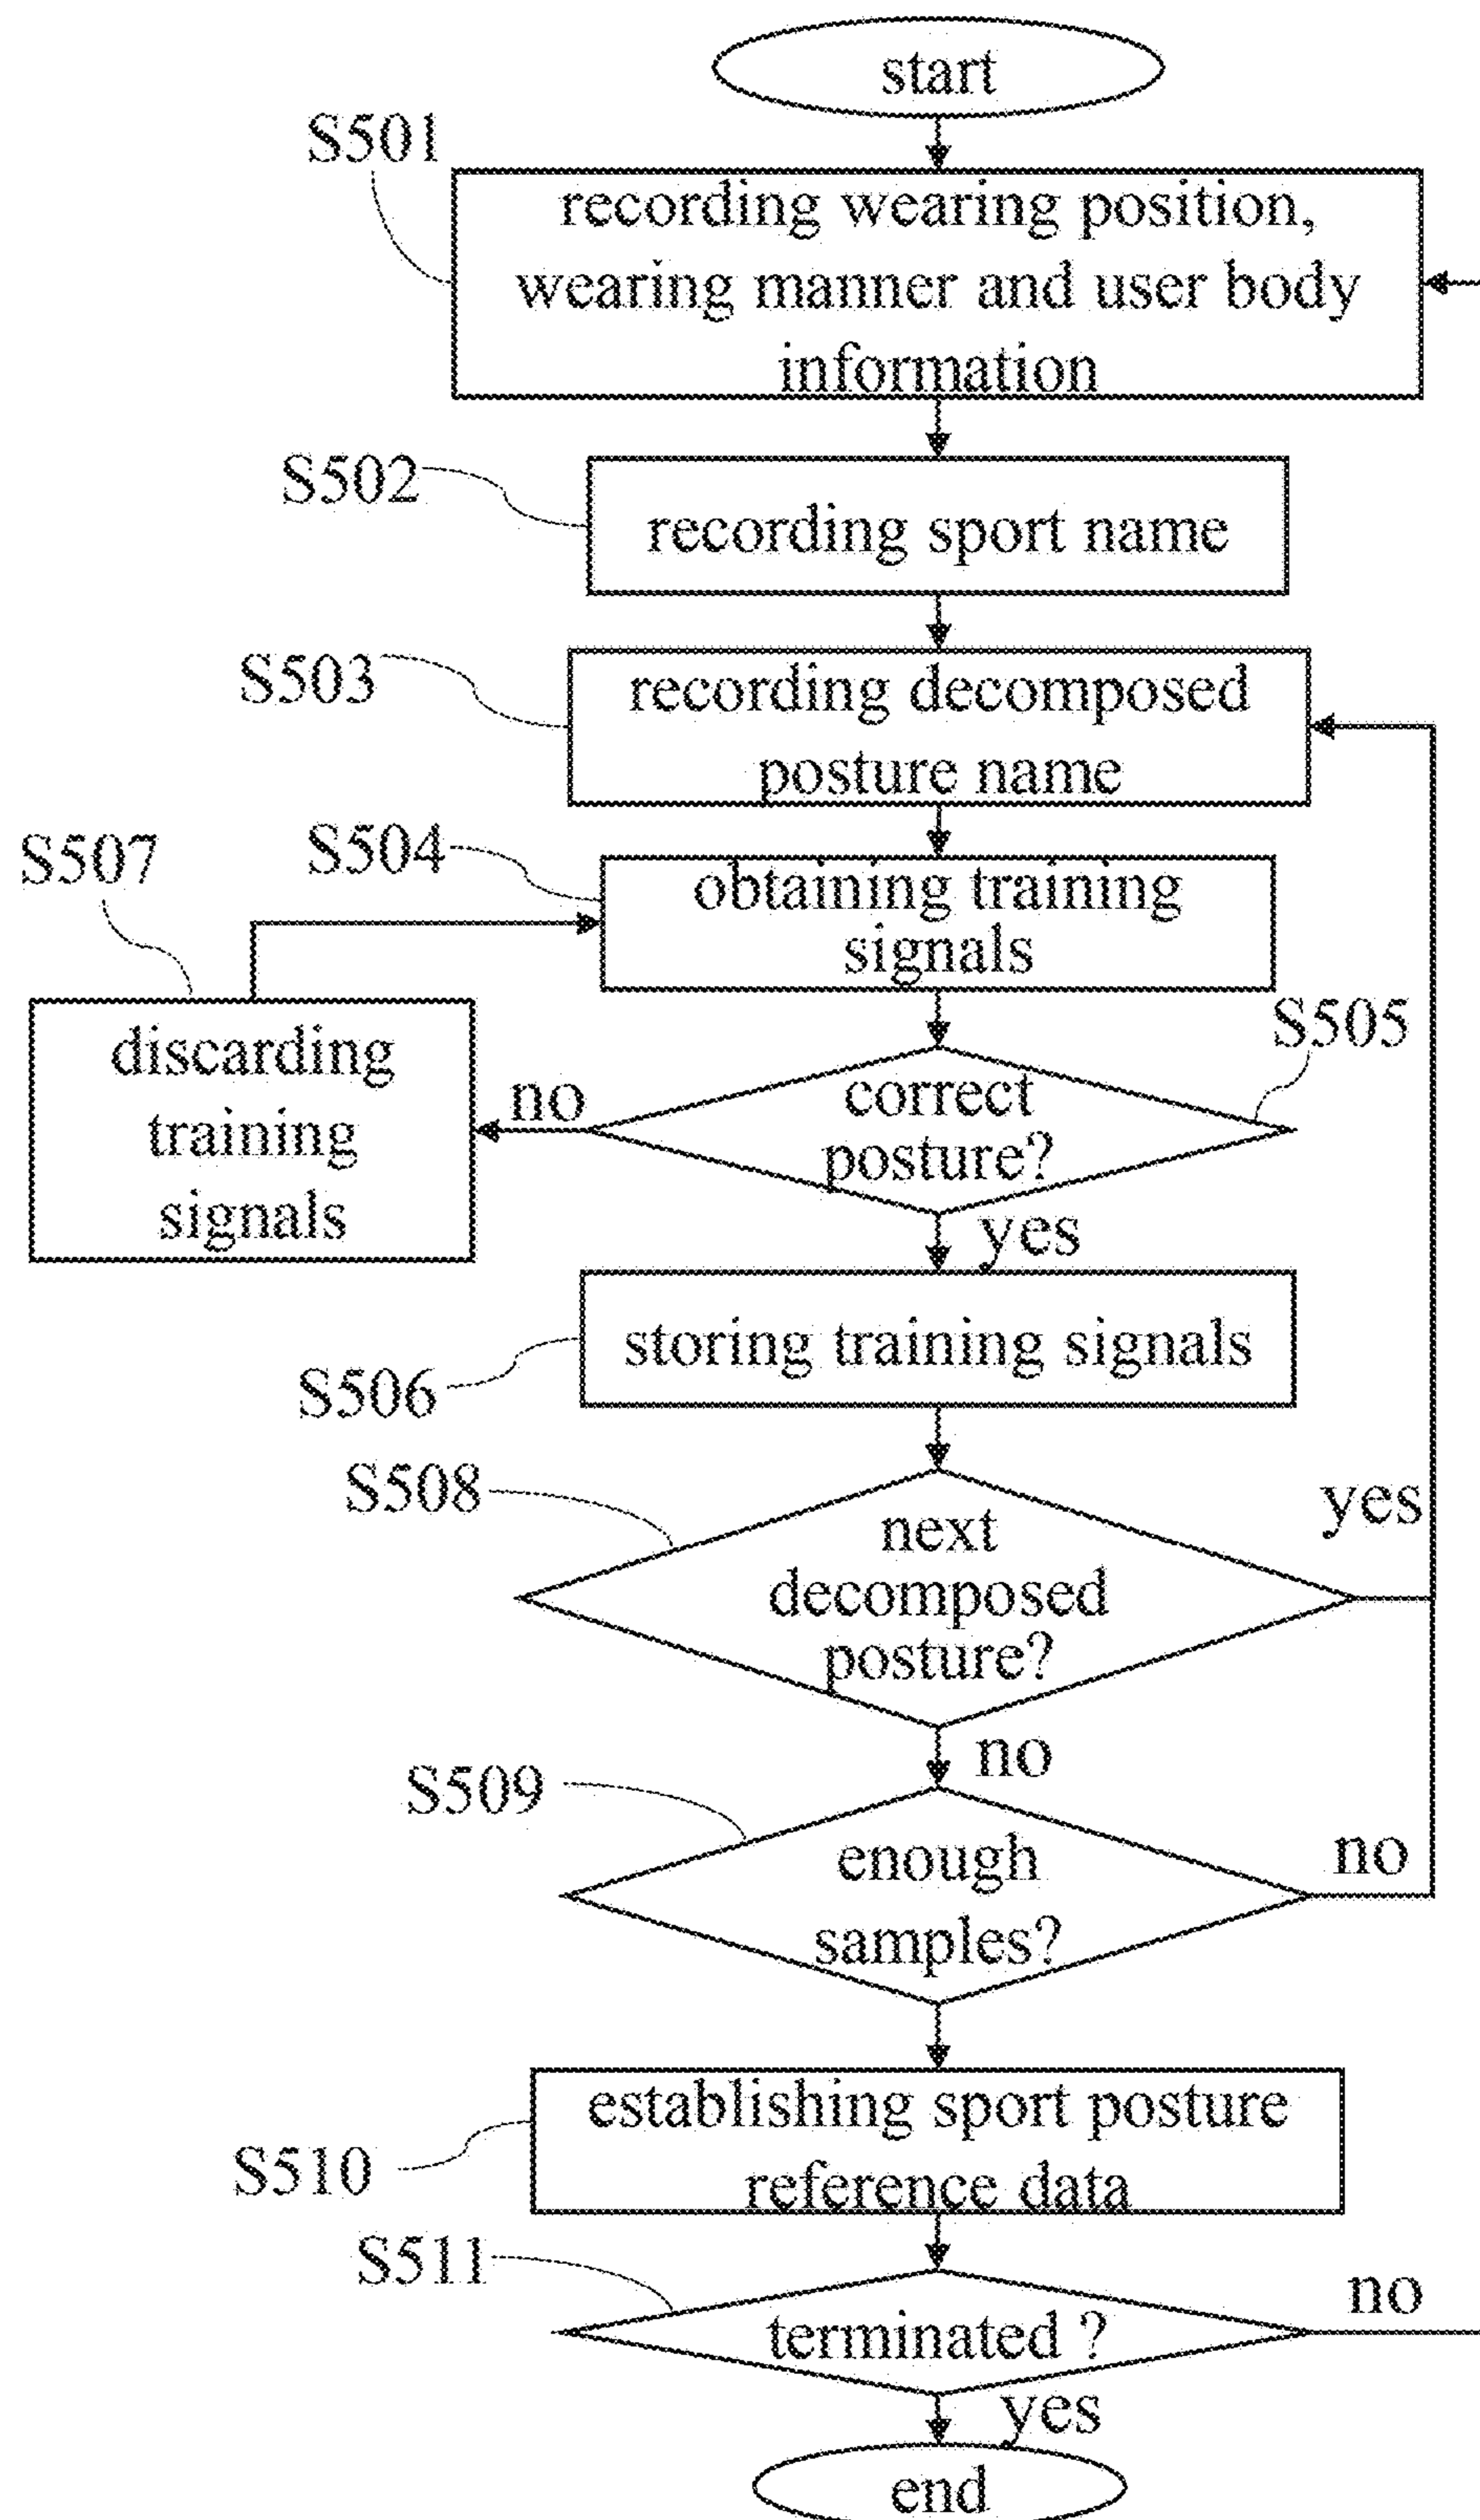 start
S501
recording wearing position,
wearing manner and user body
information
S502
recording sport name
S503
recording decomposed
posture name
S507
S504
obtaining training
signals
discarding
training
signals
no
S505
correct
posture?
yes
storing training signals
S506
S508
next
decomposed
posture?
yes
no
S509
enough
samples?
no
establishing sport posture
reference data
S510
S511
terminated ?
no
yes
end